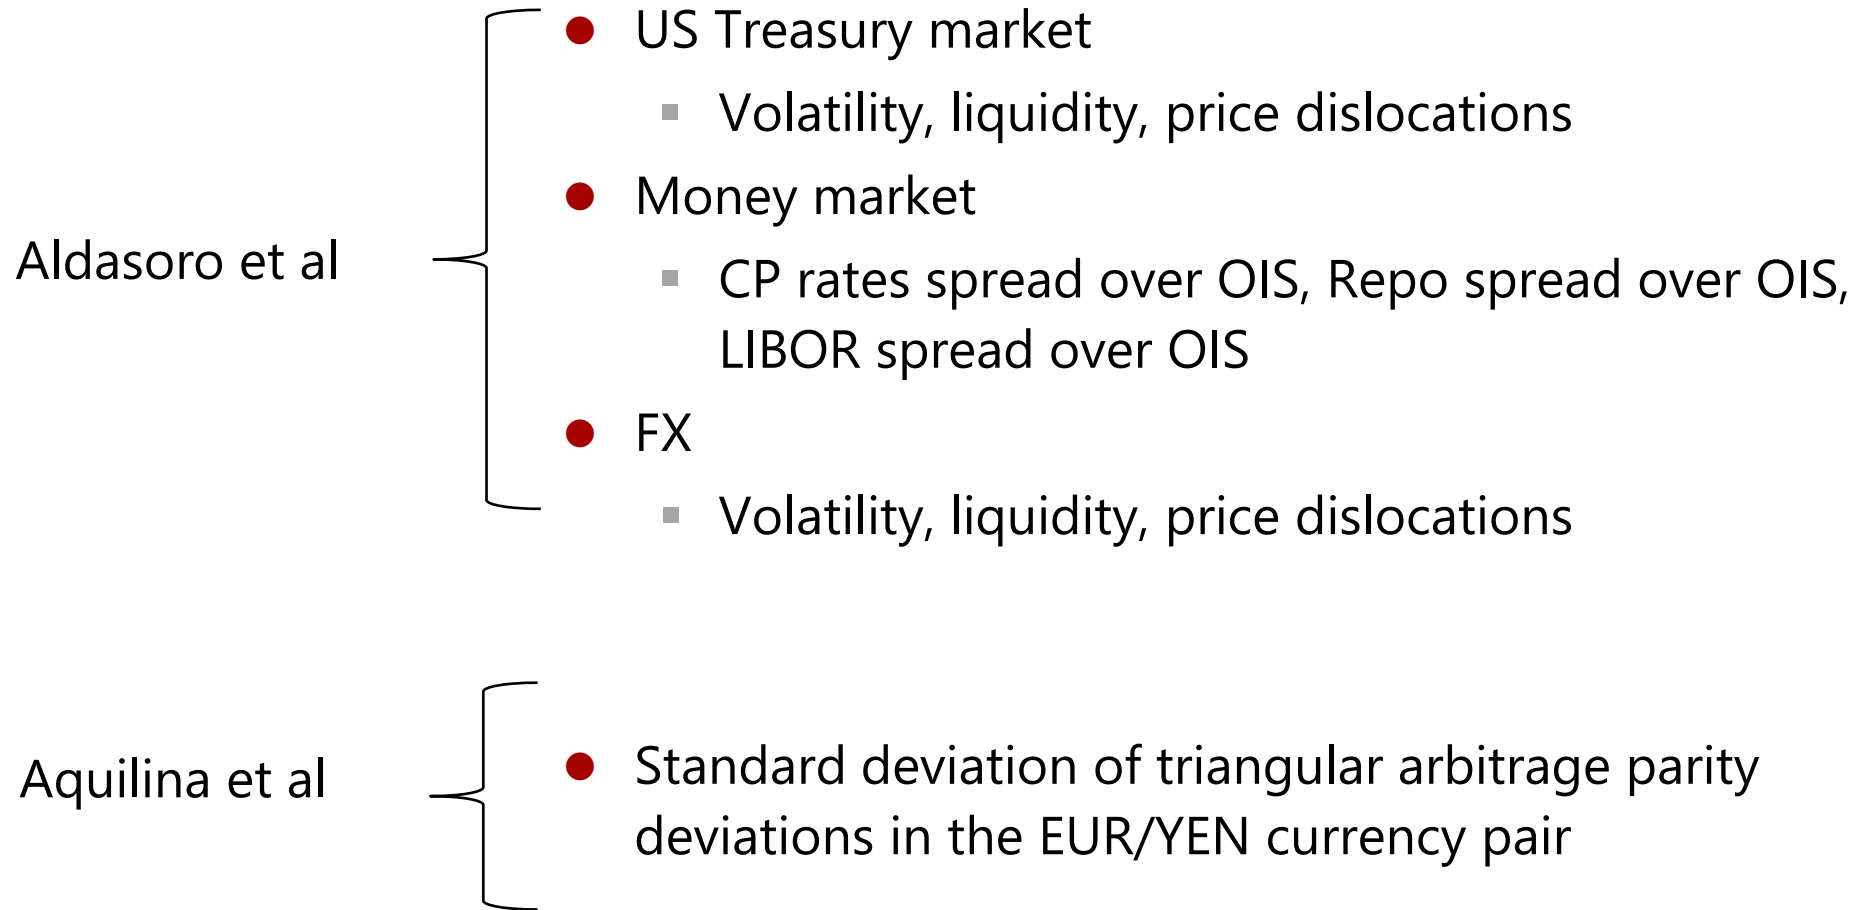 US Treasury market
Volatility, liquidity, price dislocations
Money market
Aldasoro et al
CP rates spread over OIS, Repo spread over OIS,
LIBOR spread over OIS
FX
Volatility, liquidity, price dislocations
Aquilina et al
Standard deviation of triangular arbitrage parity
deviations in the EUR/YEN currency pair